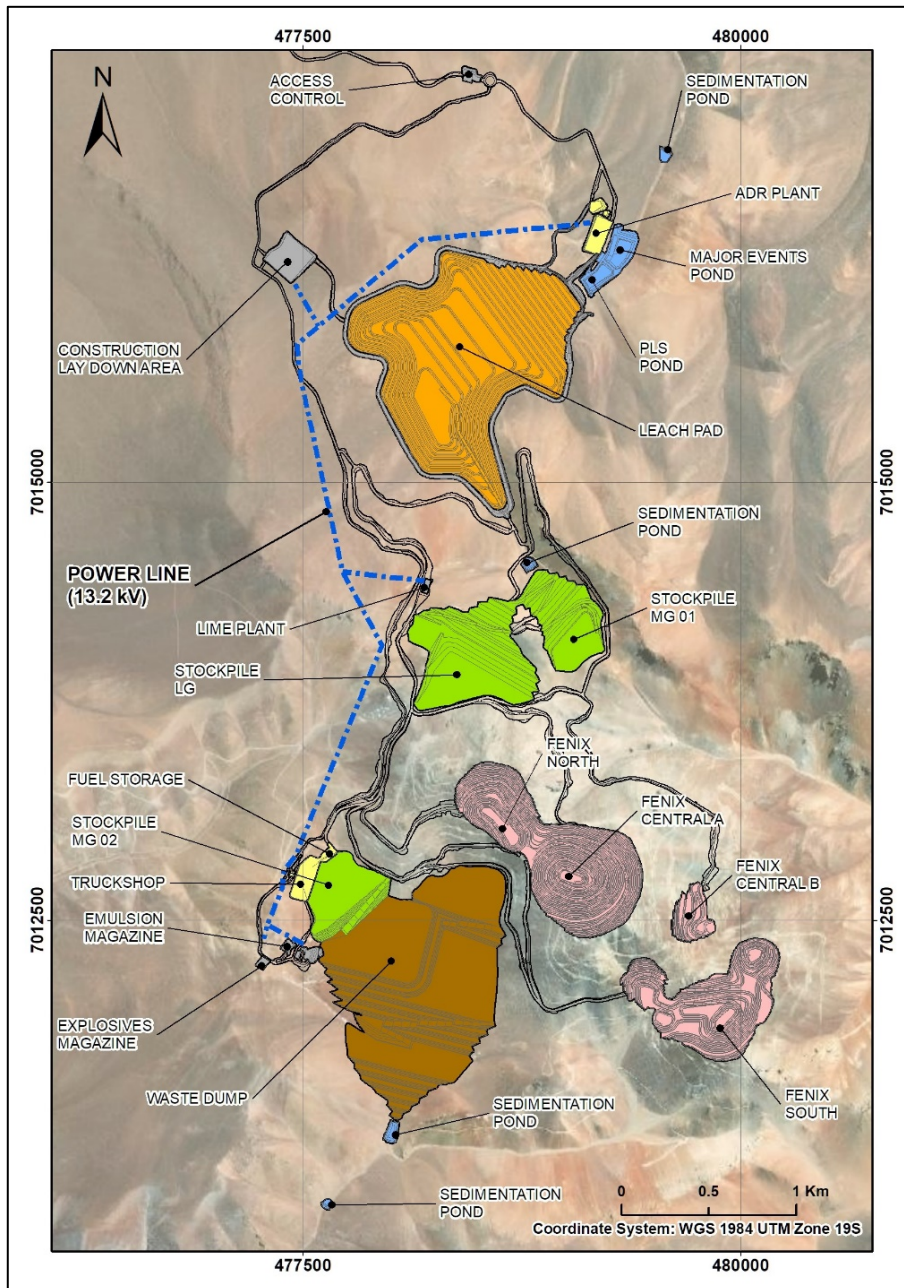 477500
480000
N
ACCESS
CONTROL
SEDIMENTATION
POND
ADR PLANT
MAJOR EVENTS
POND
CONSTRUCTION
LAY DOWN AREA
PLS
POND
LEACH PAD
7015000
7015000
SEDIMENTATION
POND
POWER LINE
(13.2 kV)
LIME PLANT
STOCKPILE
MG 01
STOCKPILE
LG
FENIX
NORTH
FUEL STORAGE
FENIX
CENTRAL A
STOCKPILE
MG 02
TRUCKSHOP
FENIX
CENTRAL B
EMULSION
MAGAZINE
7012500
7012500
EXPLOSIVES
MAGAZINE
WASTE DUMP
FENIX
SOUTH
SEDIMENTATION
POND
SEDIMENTATION
POND
0 0.5 1 Km
Coordinate System: WGS 1984 UTM Zone 19S
477500
480000